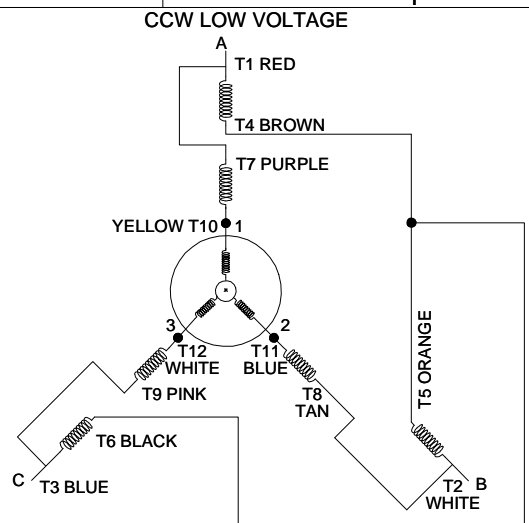 CCW LOW VOLTAGE
A
T1 RED
T4 BROWN
T7 PURPLE
YELLOW T10 1
3
2
T12
WHITE
T11
BLUE
T9 PINK
T8
TAN
T5 ORANGE
T6 BLACK
C
T3 BLUE
T2
WHITE
B